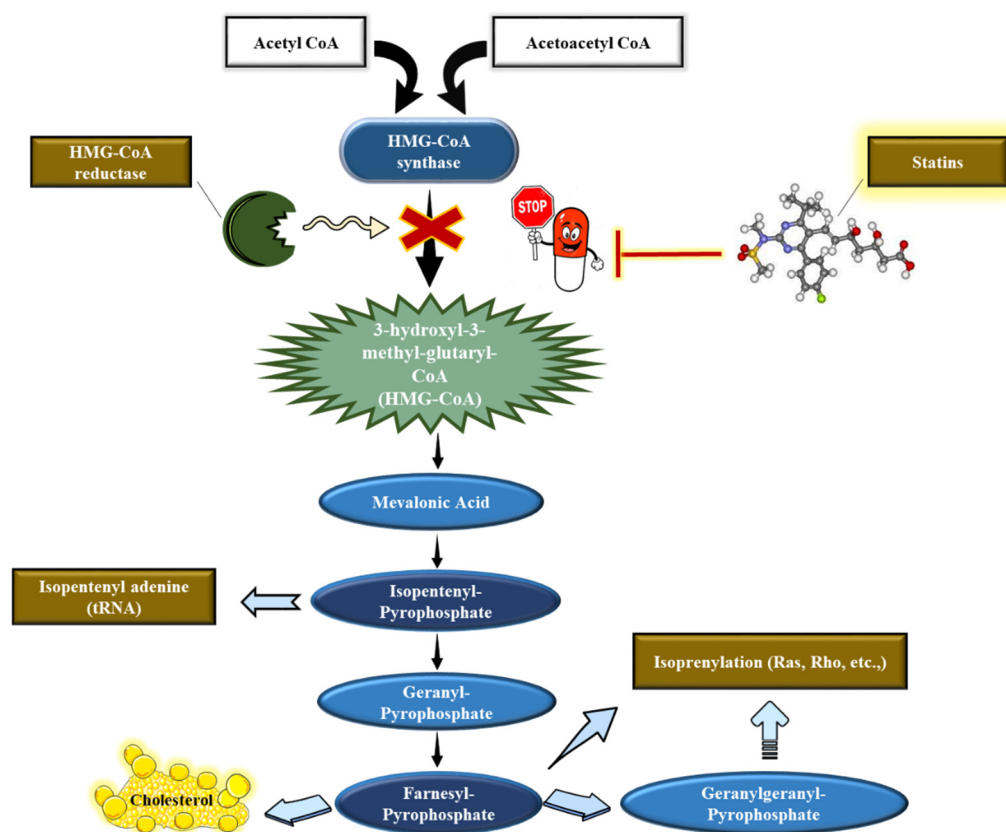 Acetyl CoA
Acetoacetyl CoA
HMG-CoA
synthase
HMG-CoA
reductase
Statins
STOP
3-hydroxyl-3-
methyl-glutaryl-
CoA
(HMG-CoA)
Mevalonic Acid
Isopentenyl adenine
(tRNA)
Isopentenyl-
Pyrophosphate
Isoprenylation (Ras, Rho, etc.,)
Geranyl-
Pyrophosphate
Cholesterol
Farnesyl-
Pyrophosphate
Geranylgeranyl-
Pyrophosphate